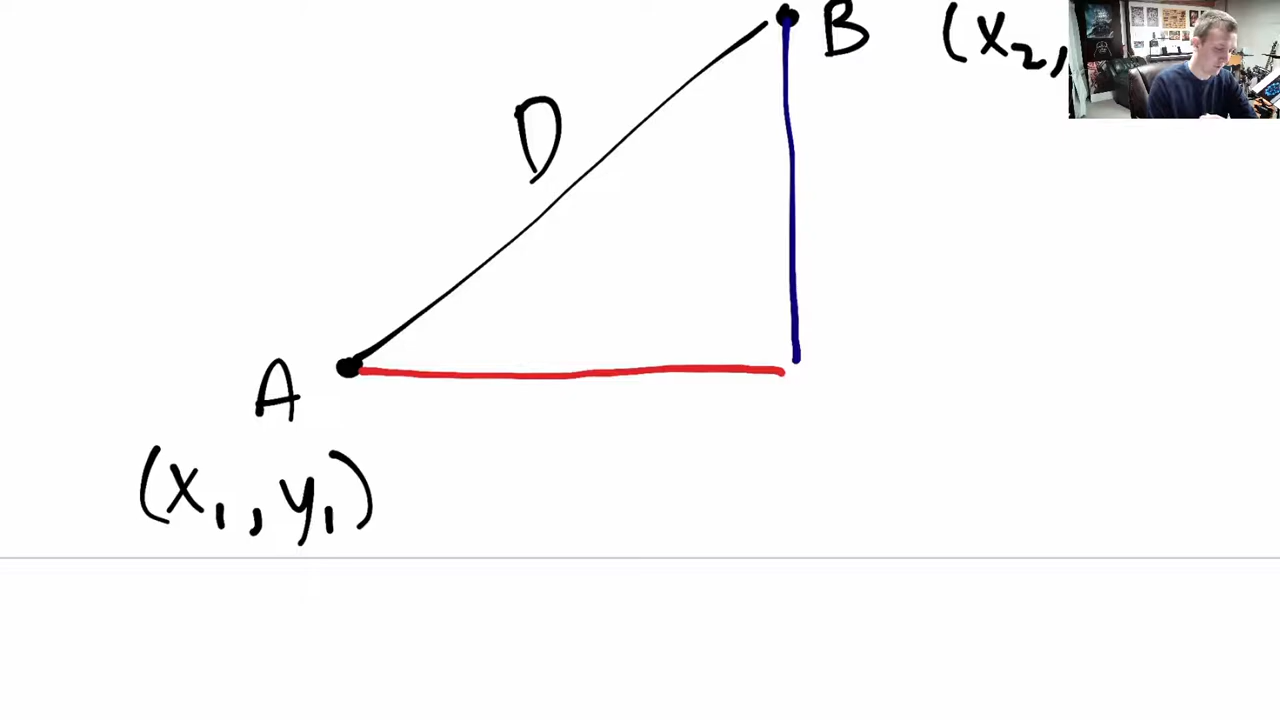 B (x₂,
D
A
(x₁, y₁)